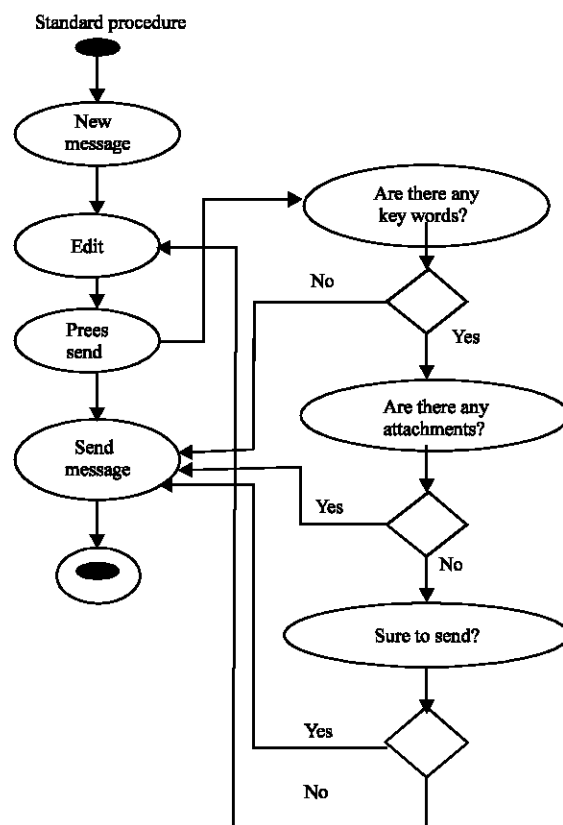 Standard procedure
New
message
Edit
Prees
send
Send
message
Are there any
key words?
No
Yes
Are there any
attachments?
Yes
No
Sure to send?
Yes
No